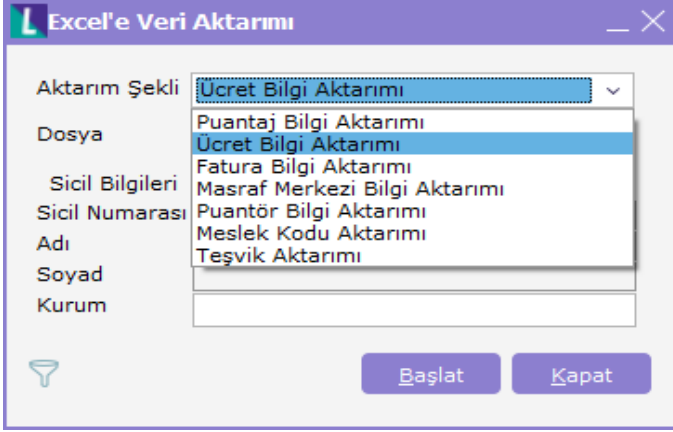 Excel'e Veri Aktarımı
Aktarım Şekli Ücret Bilgi Aktarımı
Dosya
Puantaj Bilgi Aktarımı
Ücret Bilgi Aktarımı
Fatura Bilgi Aktarımı
Masraf Merkezi Bilgi Aktarımı
Puantör Bilgi Aktarımı
Meslek Kodu Aktarımı
Teşvik Aktarımı
Sicil Bilgileri
Sicil Numarası
Adı
Soyad
Kurum
Başlat Kapat